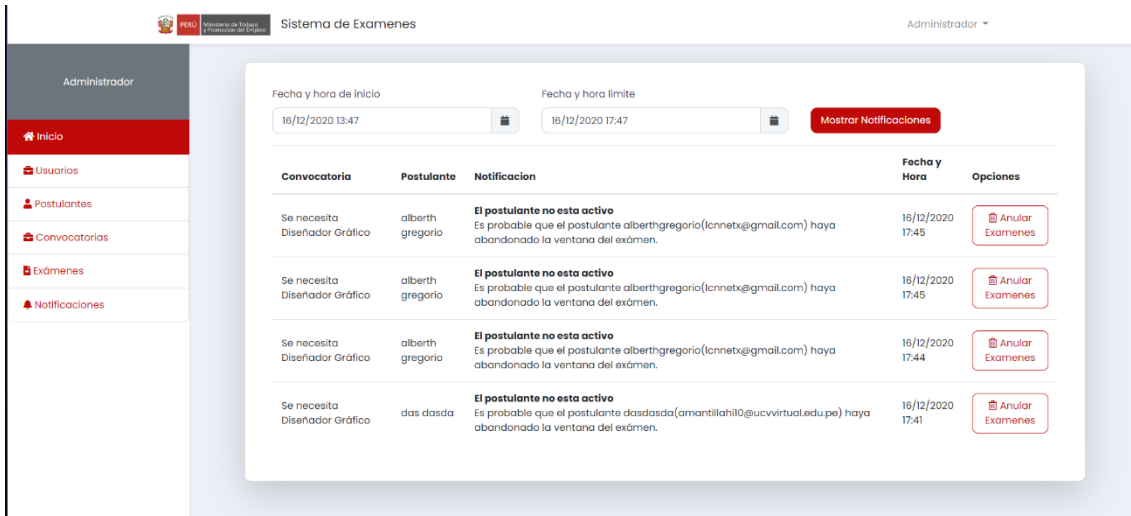 PERÚ Ministerio de Trabajo
y Promoción del Empleo
Sistema de Examenes
Administrador
Administrador
Inicio
Usuarios
Postulantes
Convocatorias
Exámenes
Notificaciones
Fecha y hora de inicio
Fecha y hora limite
16/12/2020 13:47
16/12/2020 17:47
Mostrar Notificaciones
Convocatoria Postulante Notificacion Fecha y
Hora Opciones
Se necesita
Diseñador Gráfico
alberth
gregorio
El postulante no esta activo
Es probable que el postulante alberthgregorio(lcnnetx@gmail.com) haya
abandonado la ventana del exámen.
16/12/2020
17:45
Anular
Examenes
Se necesita
Diseñador Gráfico
alberth
gregorio
El postulante no esta activo
Es probable que el postulante alberthgregorio(lcnnetx@gmail.com) haya
abandonado la ventana del exámen.
16/12/2020
17:45
Anular
Examenes
Se necesita
Diseñador Gráfico
alberth
gregorio
El postulante no esta activo
Es probable que el postulante alberthgregorio(lcnnetx@gmail.com) haya
abandonado la ventana del exámen.
16/12/2020
17:44
Anular
Examenes
Se necesita
Diseñador Gráfico
das dasda
El postulante no esta activo
Es probable que el postulante dasdasda(amantillahi10@ucvvirtual.edu.pe) haya
abandonado la ventana del exámen.
16/12/2020
17:41
Anular
Examenes